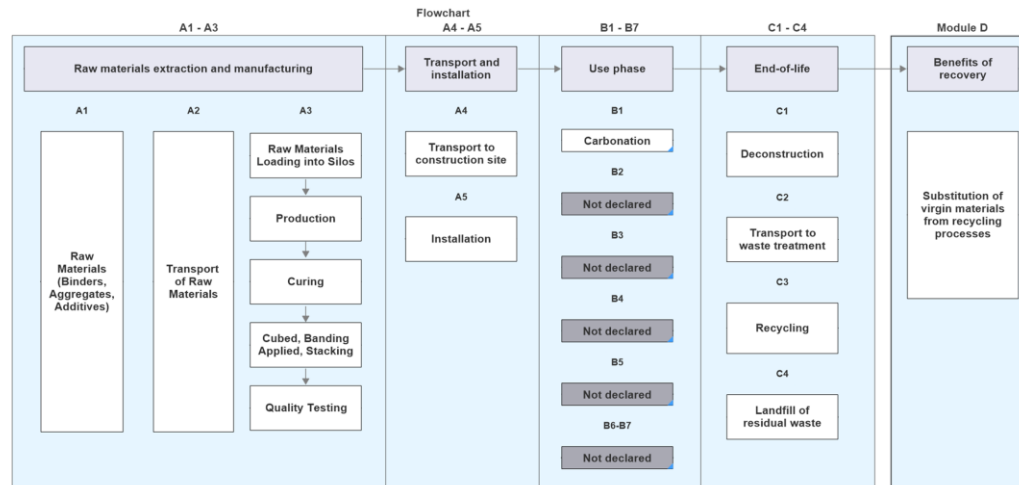 Flowchart
A1 - A3
A4 - A5
B1 - B7
C1 - C4
Module D
Raw materials extraction and manufacturing
Transport and
installation
Use phase
End-of-life
Benefits of
recovery
A1
Raw
Materials
(Binders,
Aggregates,
Additives)
A2
Transport
of Raw
Materials
A3
Raw Materials
Loading into Silos
Production
Curing
Cubed, Banding
Applied, Stacking
Quality Testing
A4
Transport to
construction site
A5
Installation
B1
Carbonation
B2
Not declared
B3
Not declared
B4
Not declared
B5
Not declared
B6-B7
Not declared
C1
Deconstruction
C2
Transport to
waste treatment
C3
Recycling
C4
Landfill of
residual waste
Substitution of
virgin materials
from recycling
processes